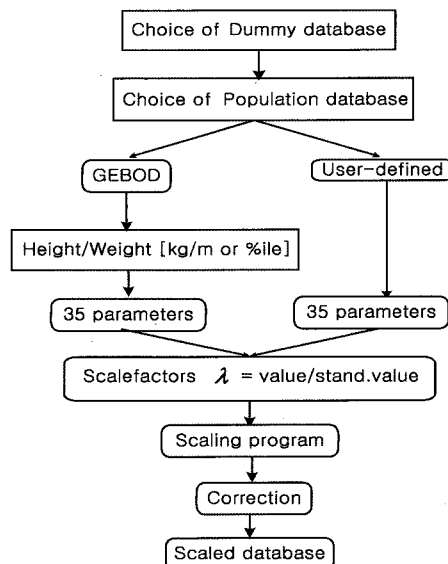 Choice of Dummy database
Choice of Population database
GEBOD
User-defined
Height/Weight [kg/m or %ile]
35 parameters
35 parameters
Scalefactors λ = value/stand.value
Scaling program
Correction
Scaled database